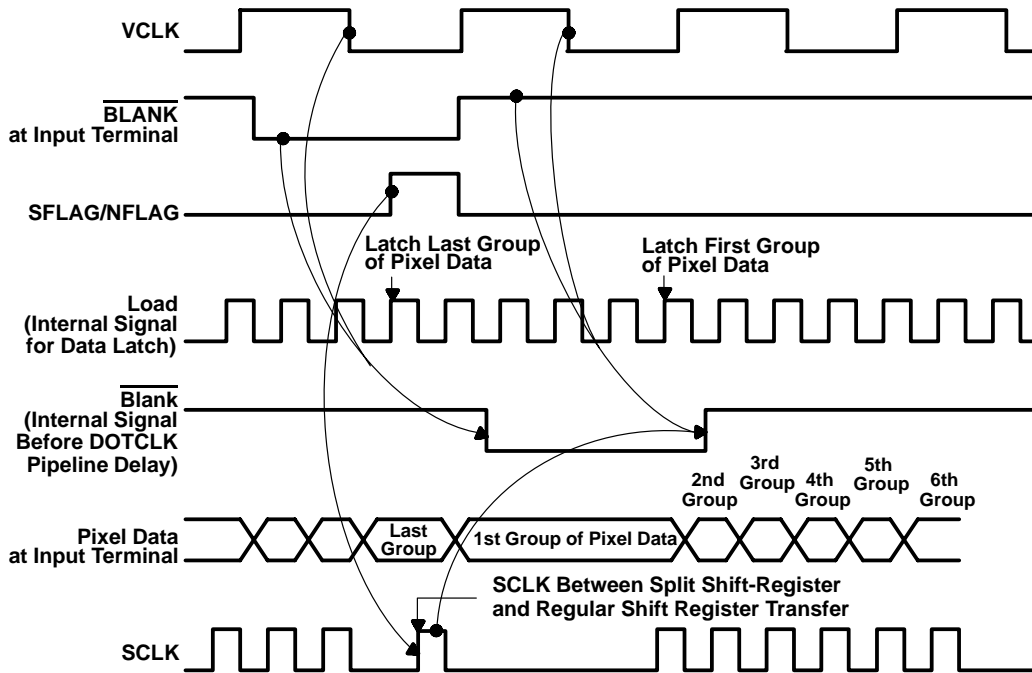 VCLK
BLANK
at Input Terminal
SFLAG/NFLAG
Latch Last Group
of Pixel Data
Latch First Group
of Pixel Data
Load
(Internal Signal
for Data Latch)
Blank
(Internal Signal
Before DOTCLK
Pipeline Delay)
2nd
Group
3rd
Group
4th
Group
5th
Group
6th
Group
Pixel Data
at Input Terminal
Last
Group
1st Group of Pixel Data
SCLK Between Split Shift-Register
and Regular Shift Register Transfer
SCLK